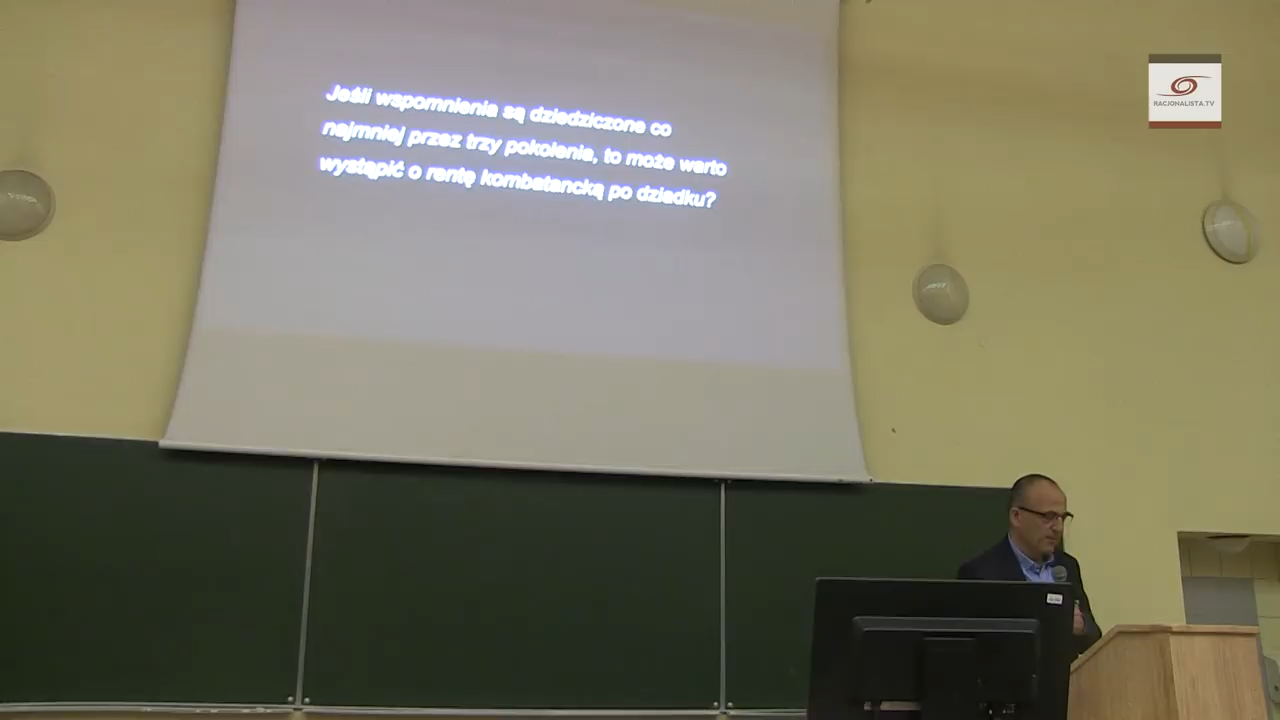 Jeśli wspomnienia są dziedziczone co
najmniej przez trzy pokolenia, to może warto
wystąpić o rentę kombatancką po dziadku?
RACJONALISTA.TV